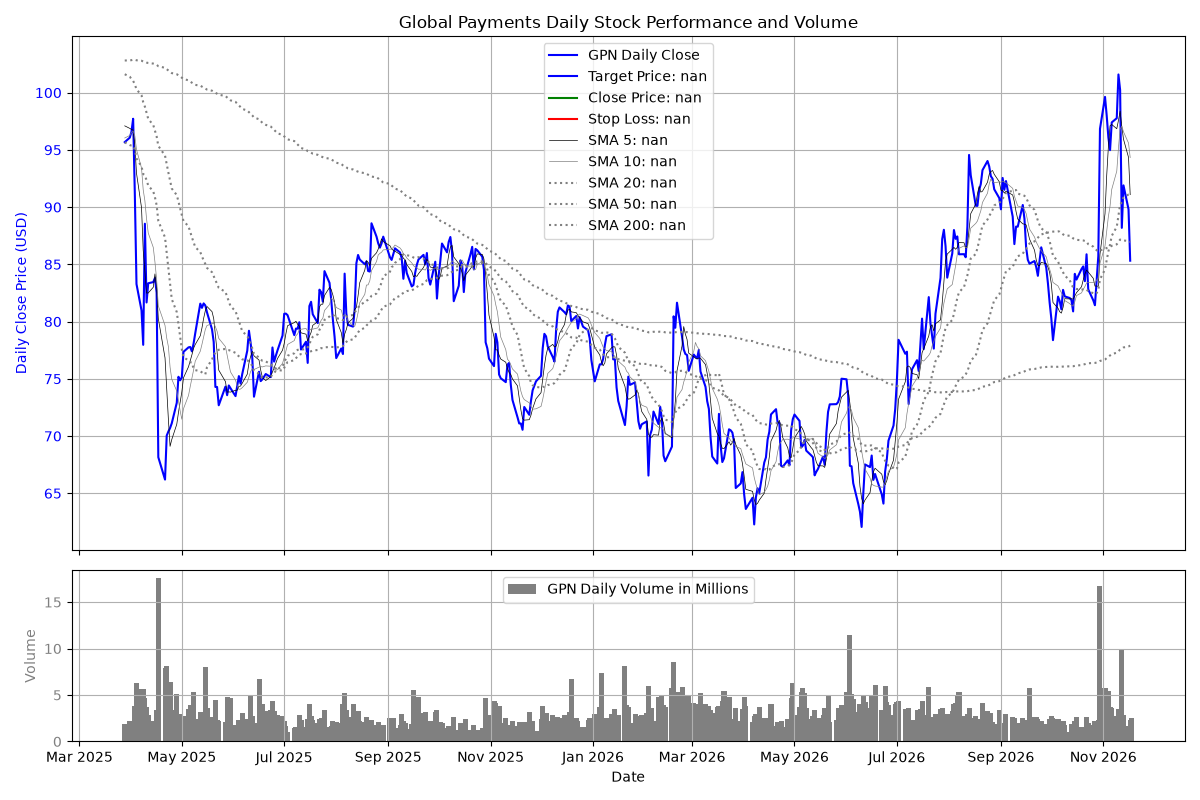 Global Payments Daily Stock Performance and Volume
GPN Daily Close
Target Price: nan
Close Price: nan
Stop Loss: nan
SMA 5: nan
SMA 10: nan
SMA 20: nan
SMA 50: nan
SMA 200: nan
Daily Close Price (USD)
100
95
90
85
80
75
70
65
GPN Daily Volume in Millions
Volume
15
10
5
0
Mar 2025 May 2025 Jul 2025 Sep 2025 Nov 2025 Jan 2026 Mar 2026 May 2026 Jul 2026 Sep 2026 Nov 2026
Date